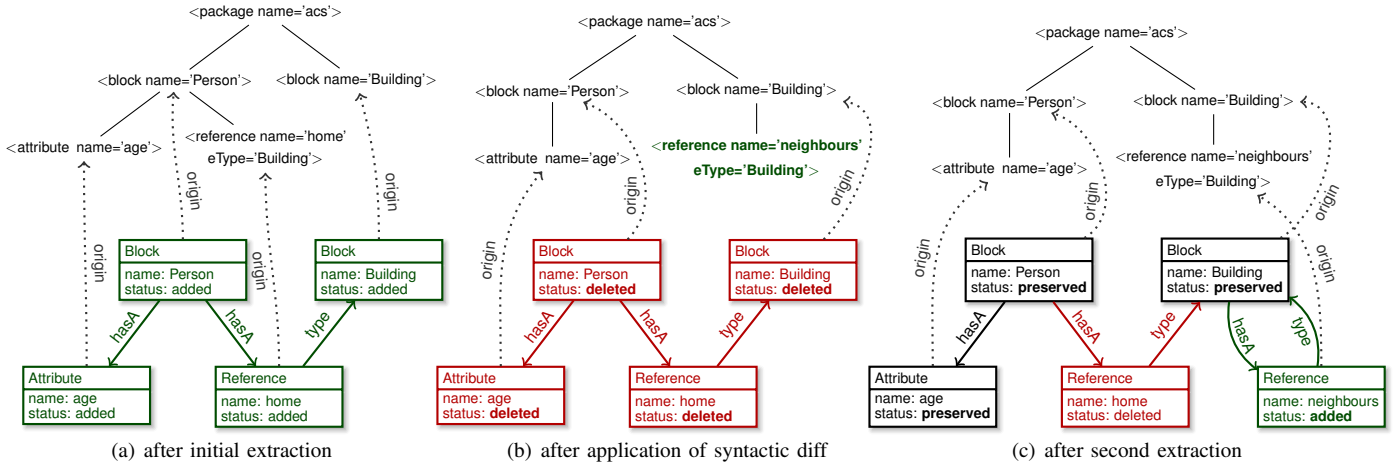 <package name='acs'>
<block name='Person'>
<block name='Building'>
<attribute name='age'>
<reference name='home'
eType='Building'>
origin
origin
origin
origin
Block
name: Person
status: added
Block
name: Building
status: added
hasA
hasA
type
Attribute
name: age
status: added
Reference
name: home
status: added
(a) after initial extraction
<package name='acs'>
<block name='Person'>
<block name='Building'>
<attribute name='age'>
<reference name='neighbours'
eType='Building'>
origin
origin
origin
Block
name: Person
status: deleted
Block
name: Building
status: deleted
hasA
hasA
type
Attribute
name: age
status: deleted
Reference
name: home
status: deleted
(b) after application of syntactic diff
<package name='acs'>
<block name='Person'>
<block name='Building'>
<attribute name='age'>
<reference name='neighbours'
eType='Building'>
origin
origin
origin
origin
Block
name: Person
status: preserved
Block
name: Building
status: preserved
hasA
hasA
type
hasA
type
Attribute
name: age
status: preserved
Reference
name: home
status: deleted
Reference
name: neighbours
status: added
(c) after second extraction